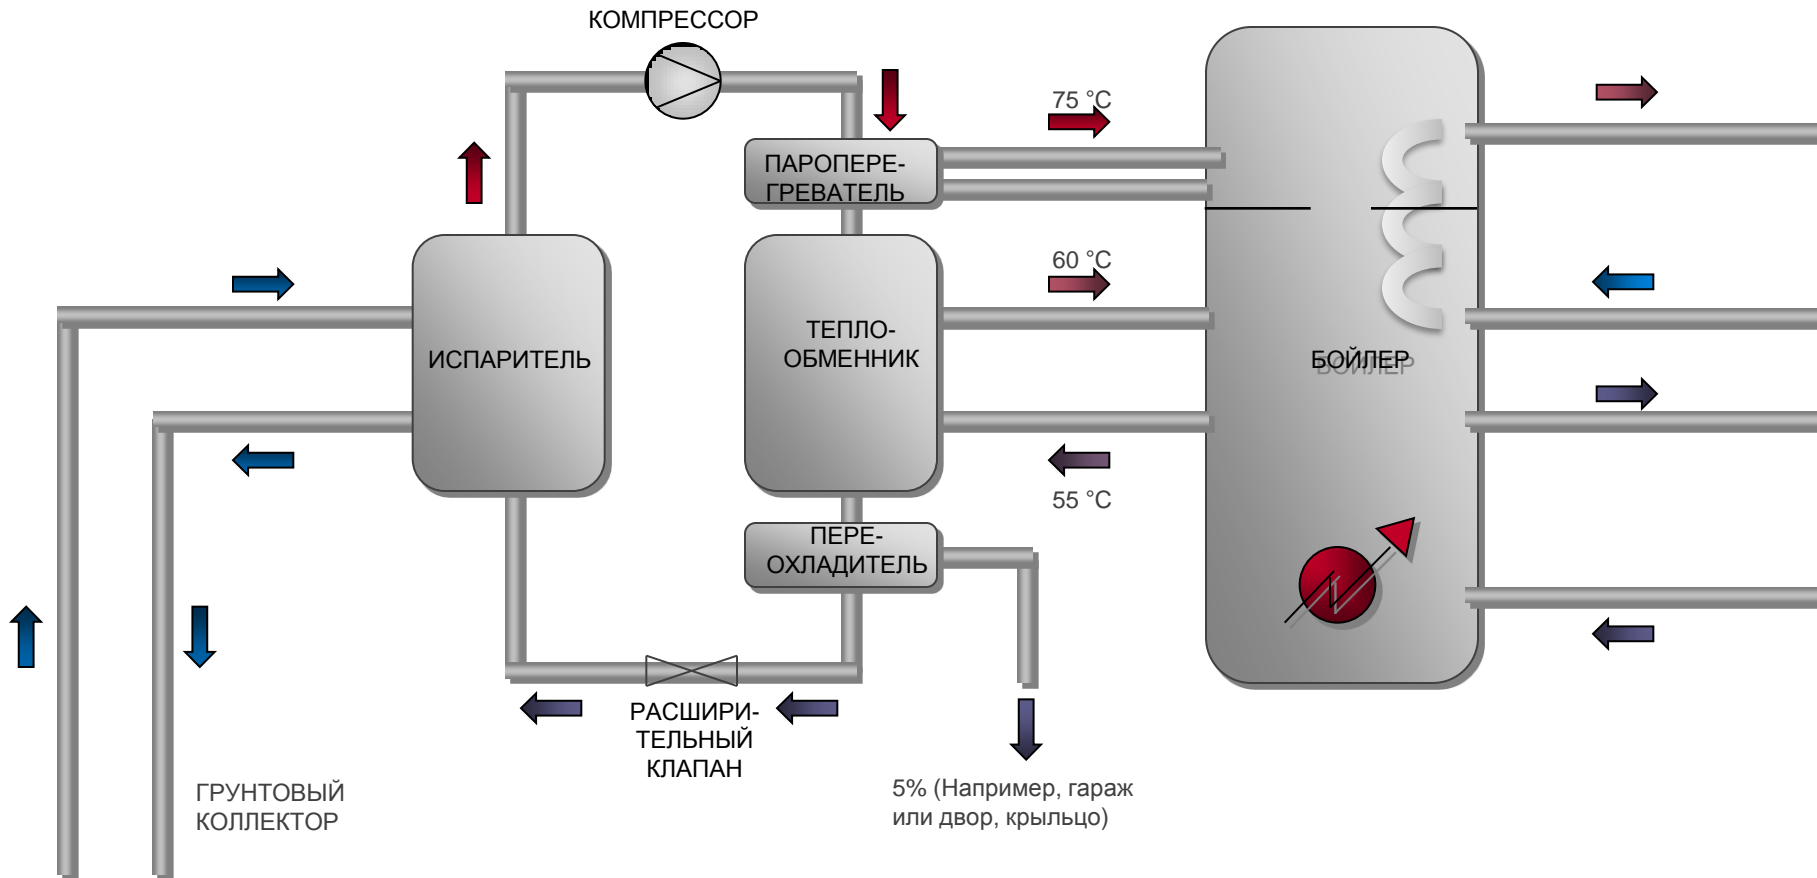 КОМПРЕССОР
75 °C
ПАРОПЕРЕ-
ГРЕВАТЕЛЬ
60 °C
ИСПАРИТЕЛЬ
ТЕПЛО-
ОБМЕННИК
БОЙЛЕР
55 °C
ПЕРЕ-
ОХЛАДИТЕЛЬ
РАСШИРИ-
ТЕЛЬНЫЙ
КЛАПАН
ГРУНТОВЫЙ
КОЛЛЕКТОР
5% (Например, гараж
или двор, крыльцо)